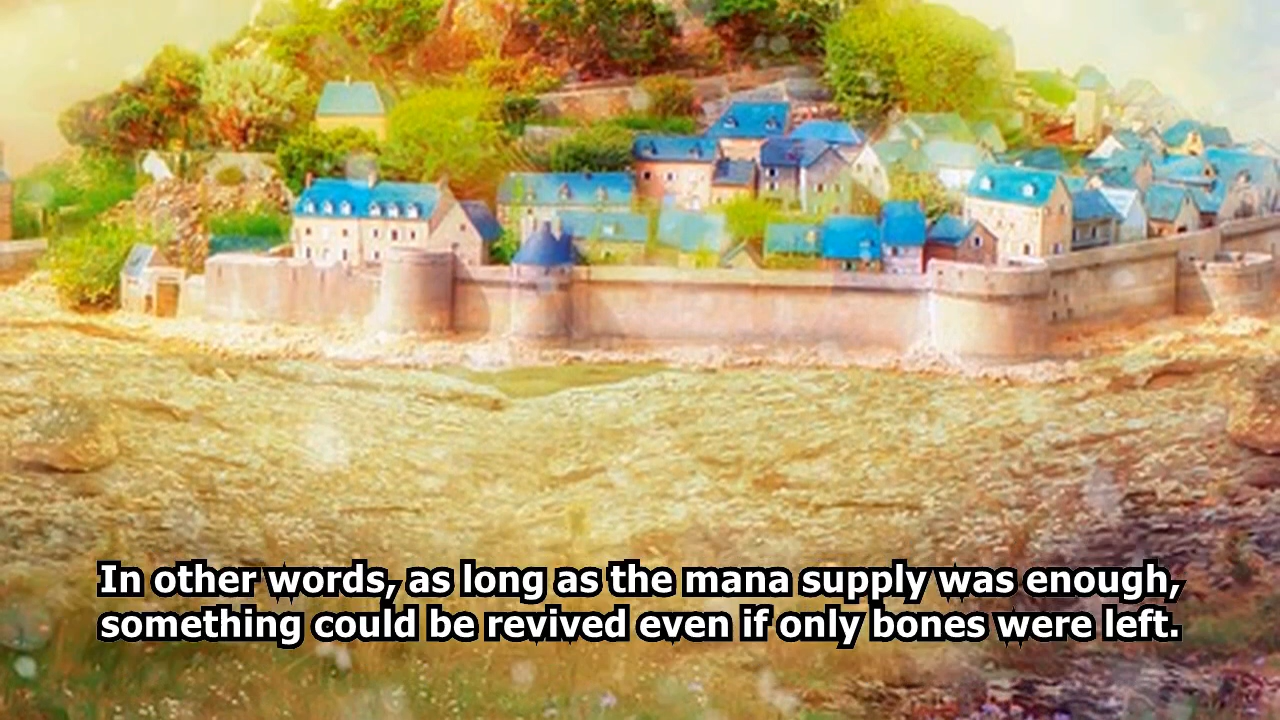 In other words, as long as the mana supply was enough,
something could be revived even if only bones were left.